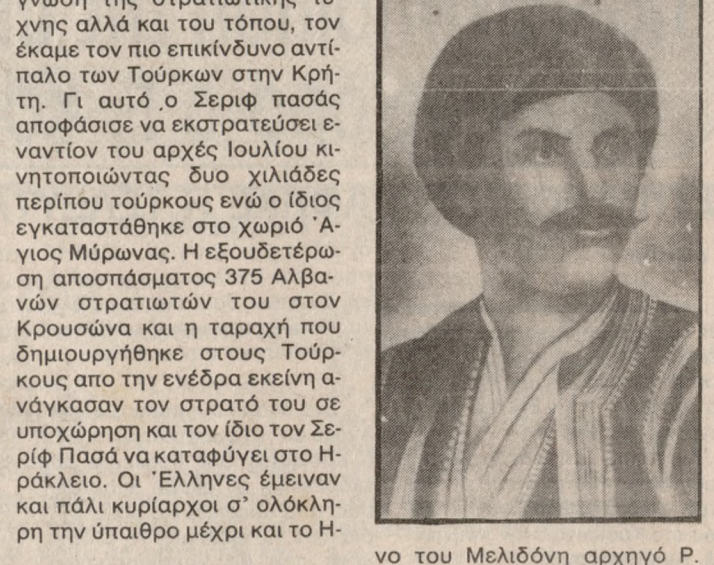 γνώση της στρατιωτικής τέ-
χνης αλλά και του τόπου, τον
έκαμε τον πιο επικίνδυνο αντί-
παλο των Τούρκων στην Κρή-
τη. Γι αυτό ο Σεριφ πασάς
αποφάσισε να εκστρατεύσει ε-
ναντίον του αρχές Ιουλίου κι-
νητοποιώντας δυο χιλιάδες
περίπου τούρκους ενώ ο ίδιος
εγκαταστάθηκε στο χωριό 'Α-
γιος Μύρωνας. Η εξουδετέρω-
ση αποσπάσματος 375 Αλβα-
νών στρατιωτών του στον
Κρουσώνα και η ταραχή που
δημιουργήθηκε στους Τούρ-
κους απο την ενέδρα εκείνη α-
νάγκασαν τον στρατό του σε
υποχώρηση και τον ίδιο τον Σε-
ρίφ Πασά να καταφύγει στο Η-
ράκλειο. Οι 'Ελληνες έμειναν
και πάλι κυρίαρχοι σ' ολόκλη-
ρη την ύπαιθρο μέχρι και το Η-
νο του Μελιδόνη αρχηγό Ρ.